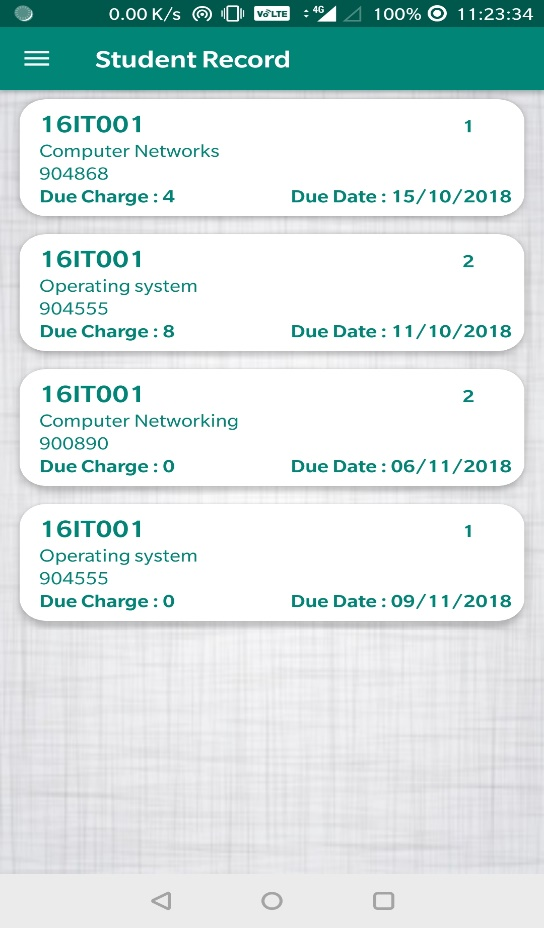 0.00 K/s VoLTE 4G 100% 11:23:34
Student Record
16IT001 1
Computer Networks
904868
Due Charge : 4 Due Date : 15/10/2018
16IT001 2
Operating system
904555
Due Charge : 8 Due Date : 11/10/2018
16IT001 2
Computer Networking
900890
Due Charge : 0 Due Date : 06/11/2018
16IT001 1
Operating system
904555
Due Charge : 0 Due Date : 09/11/2018